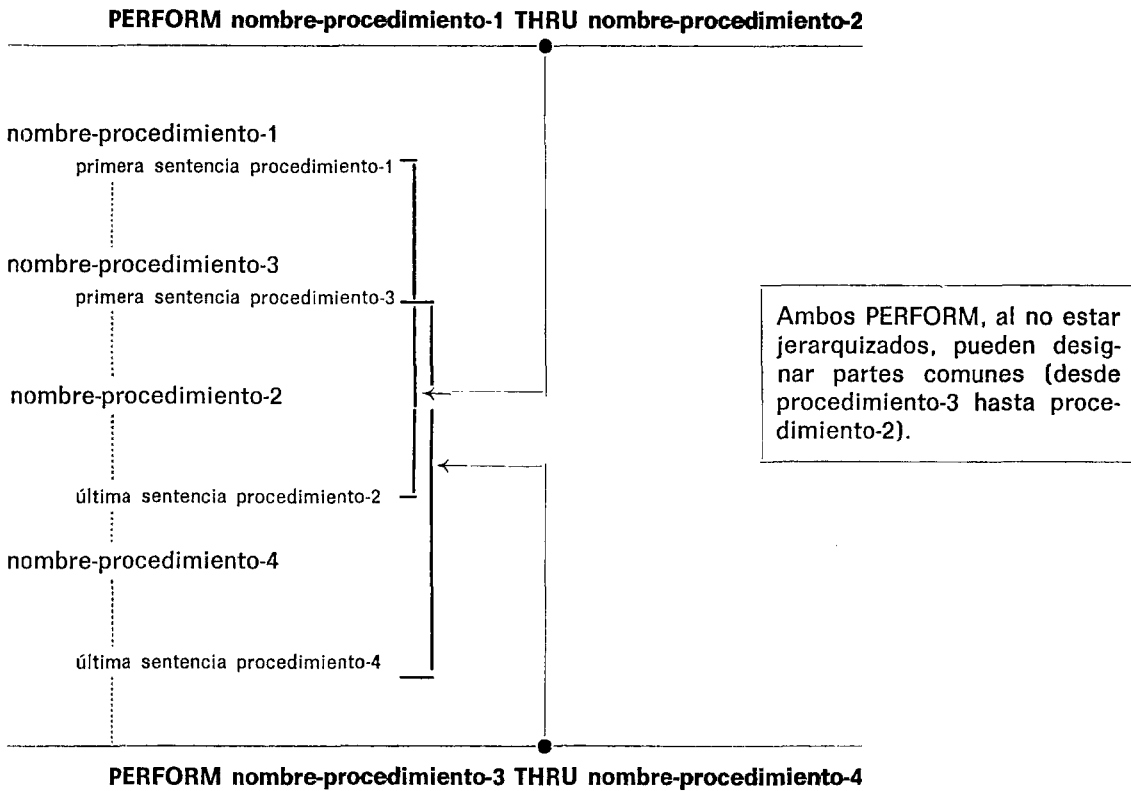 PERFORM nombre-procedimiento-1 THRU nombre-procedimiento-2
nombre-procedimiento-1
primera sentencia procedimiento-1
nombre-procedimiento-3
primera sentencia procedimiento-3
nombre-procedimiento-2
última sentencia procedimiento-2
nombre-procedimiento-4
última sentencia procedimiento-4
Ambos PERFORM, al no estar
jerarquizados, pueden desig-
nar partes comunes (desde
procedimiento-3 hasta proce-
dimiento-2).
PERFORM nombre-procedimiento-3 THRU nombre-procedimiento-4